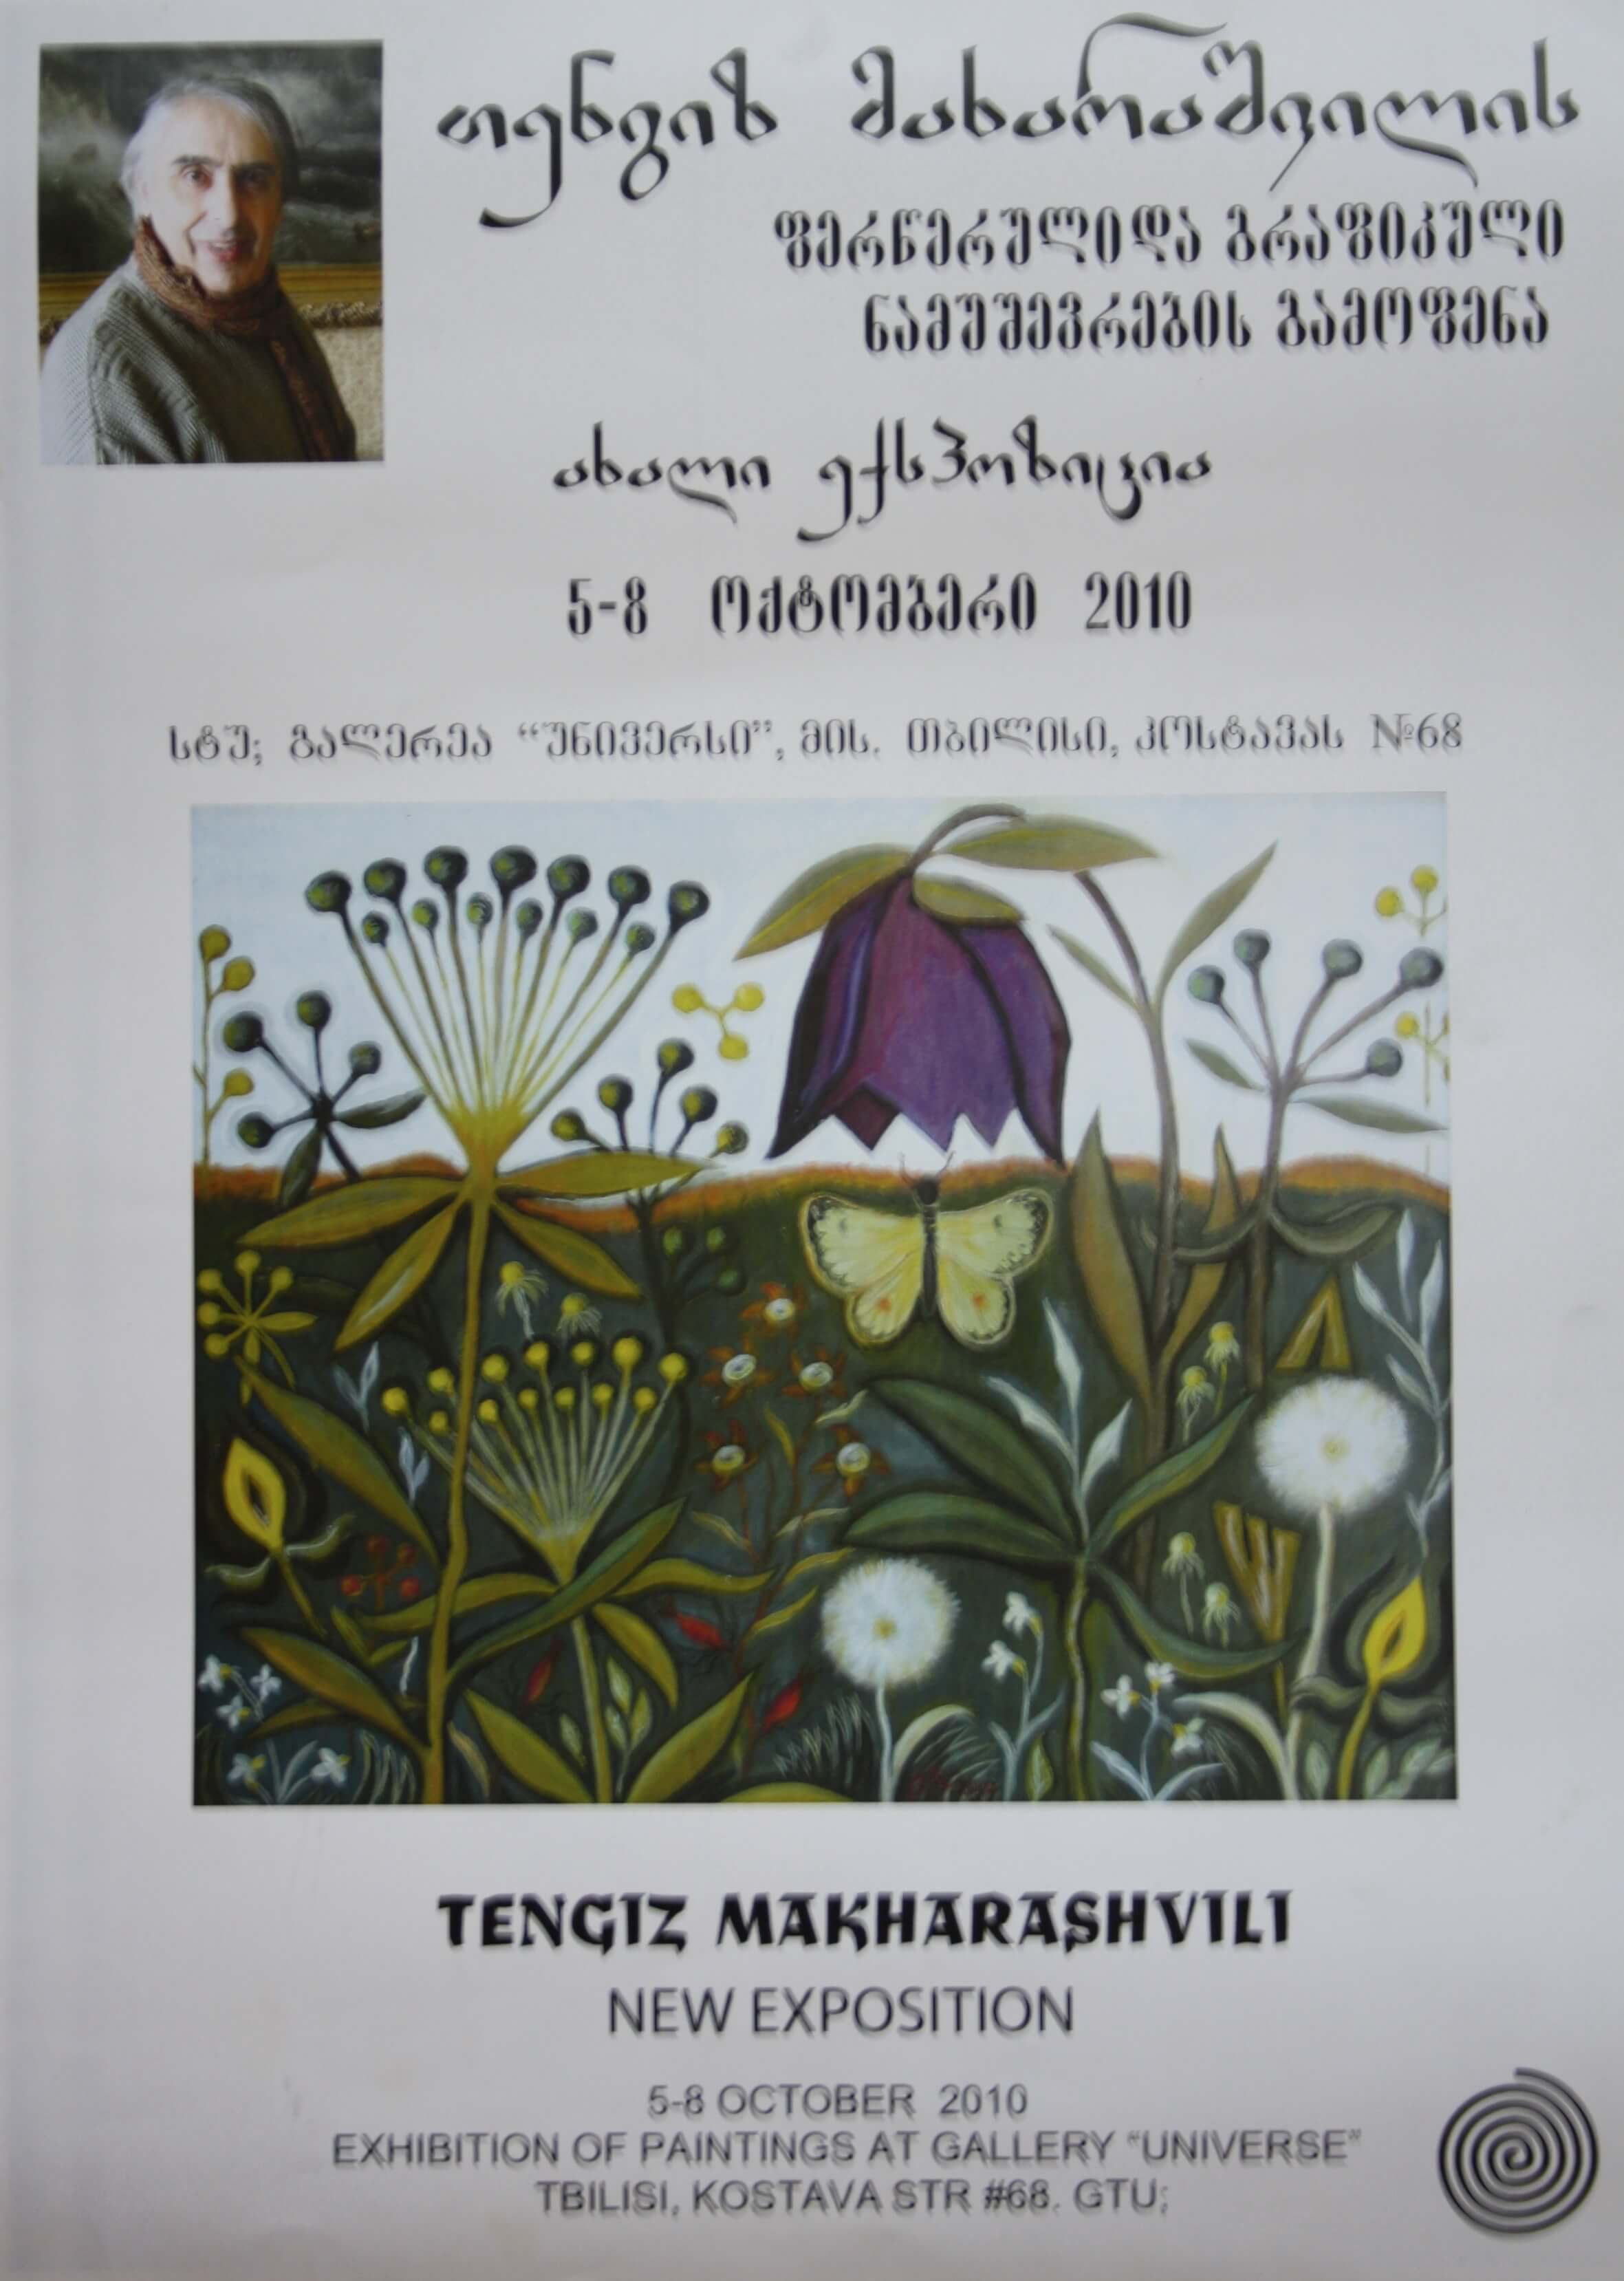 თენგიზ მახარაშვილის
ფერწერული და გრაფიკული
ნამუშევრების გამოფენა
ახალი ექსპოზიცია
5-8 ოქტომბერი 2010
სტუ; გალერეა “უნივერსი”, მის. თბილისი, კოსტავას №68
TENGIZ MAKHARASHVILI
NEW EXPOSITION
5-8 OCTOBER 2010
EXHIBITION OF PAINTINGS AT GALLERY “UNIVERSE”
TBILISI, KOSTAVA STR #68. GTU;